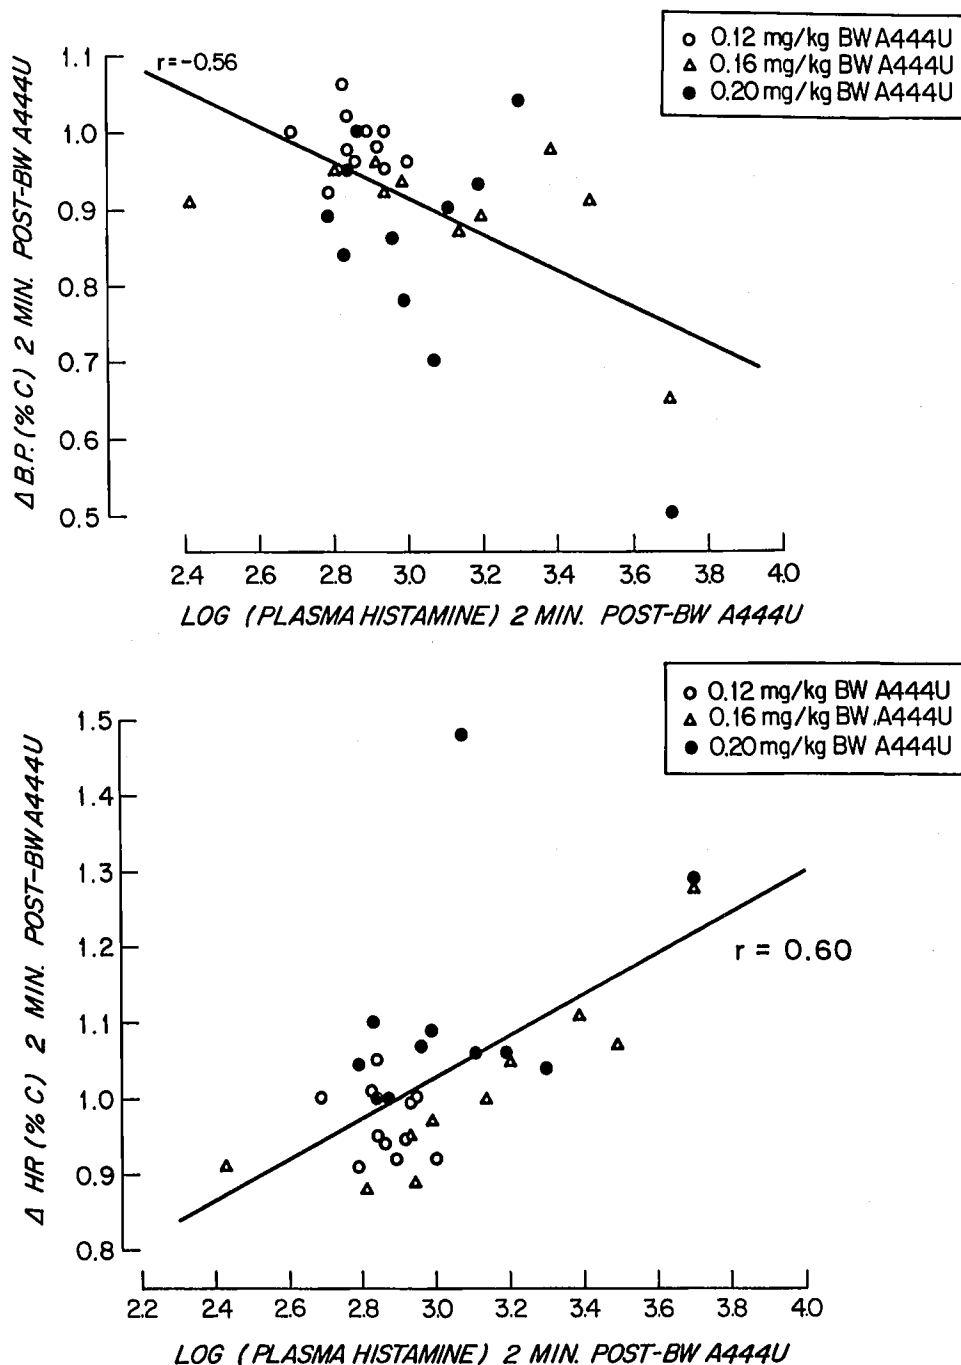 ○ 0.12 mg/kg BW A444U
△ 0.16 mg/kg BW A444U
● 0.20 mg/kg BW A444U
r=-0.56
Δ B.P. (% C) 2 MIN. POST-BW A444U
1.1
1.0
0.9
0.8
0.7
0.6
0.5
2.4 2.6 2.8 3.0 3.2 3.4 3.6 3.8 4.0
LOG (PLASMA HISTAMINE) 2 MIN. POST-BW A444U
○ 0.12 mg/kg BW A444U
△ 0.16 mg/kg BW A444U
● 0.20 mg/kg BW A444U
Δ HR (% C) 2 MIN. POST-BW A444U
1.5
1.4
1.3
1.2
1.1
1.0
0.9
0.8
r = 0.60
2.2 2.4 2.6 2.8 3.0 3.2 3.4 3.6 3.8 4.0
LOG (PLASMA HISTAMINE) 2 MIN. POST-BW A444U